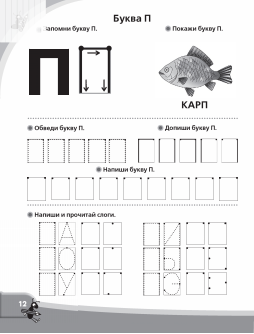 Буква П
Запомни букву П.
Покажи букву П.
П
КАРП
Обведи букву П.
Допиши букву П.
Напиши букву П.
Напиши и прочитай слоги.
А
О
У
Ы
Э
12